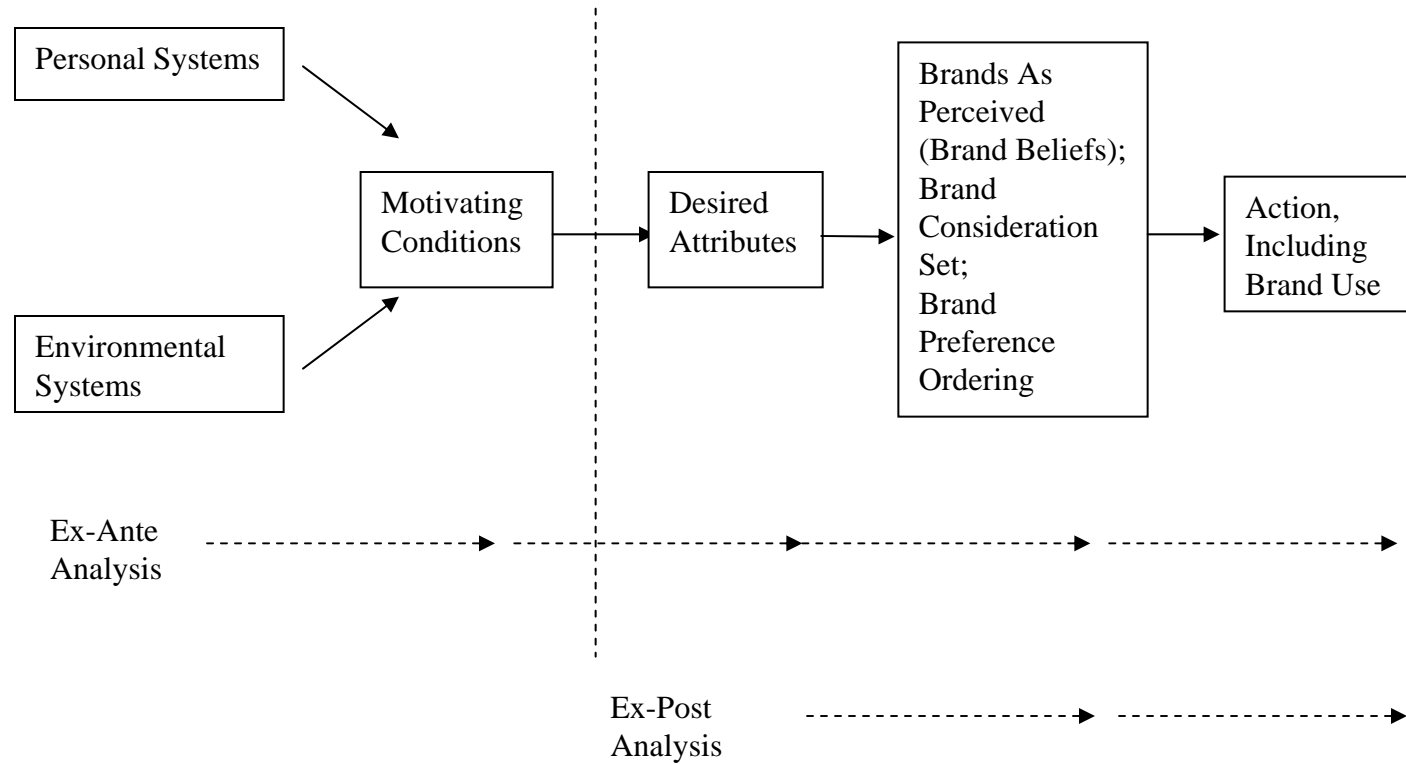 Personal Systems
Environmental
Systems
Motivating
Conditions
Desired
Attributes
Brands As
Perceived
(Brand Beliefs);
Brand
Consideration
Set;
Brand
Preference
Ordering
Action,
Including
Brand Use
Ex-Ante
Analysis
Ex-Post
Analysis